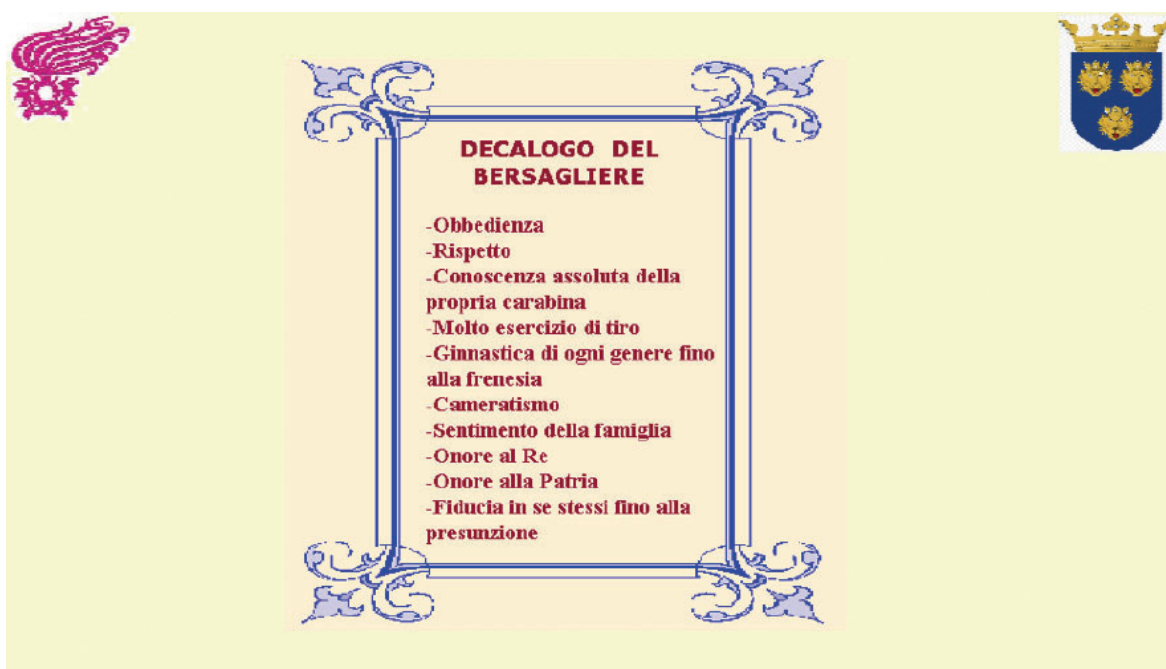 DECALOGO DEL
BERSAGLIERE
-Obbedienza
-Rispetto
-Conoscenza assoluta della
propria carabina
-Molto esercizio di tiro
-Ginnastica di ogni genere fino
alla frenesia
-Cameratismo
-Sentimento della famiglia
-Onore al Re
-Onore alla Patria
-Fiducia in se stessi fino alla
presunzione